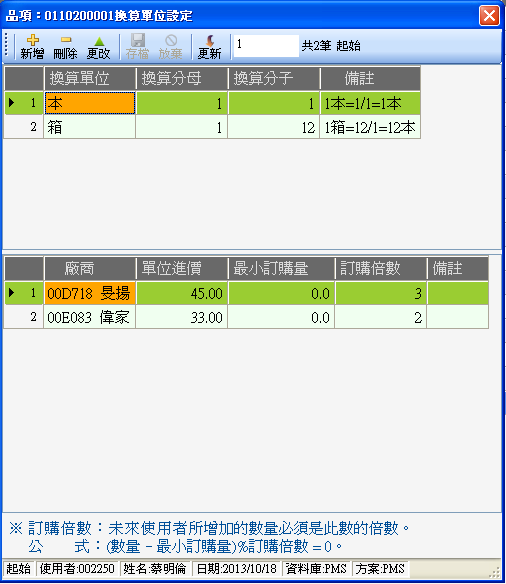 品項：0110200001換算單位設定
新增 刪除 更改 存檔 放棄 更新 1 共2筆 起始
換算單位 換算分母 換算分子 備註
1 本 1 1 1本=1/1=1本
2 箱 1 12 1箱=12/1=12本
廠商 單位進價 最小訂購量 訂購倍數 備註
1 00D718 旻揚 45.00 0.0 3
2 00E083 偉家 33.00 0.0 2
※ 訂購倍數：未來使用者所增加的數量必須是此數的倍數。
公 式：(數量-最小訂購量)%訂購倍數=0。
起始 使用者:002250 姓名:蔡明倫 日期:2013/10/18 資料庫:PMS 方案:PMS